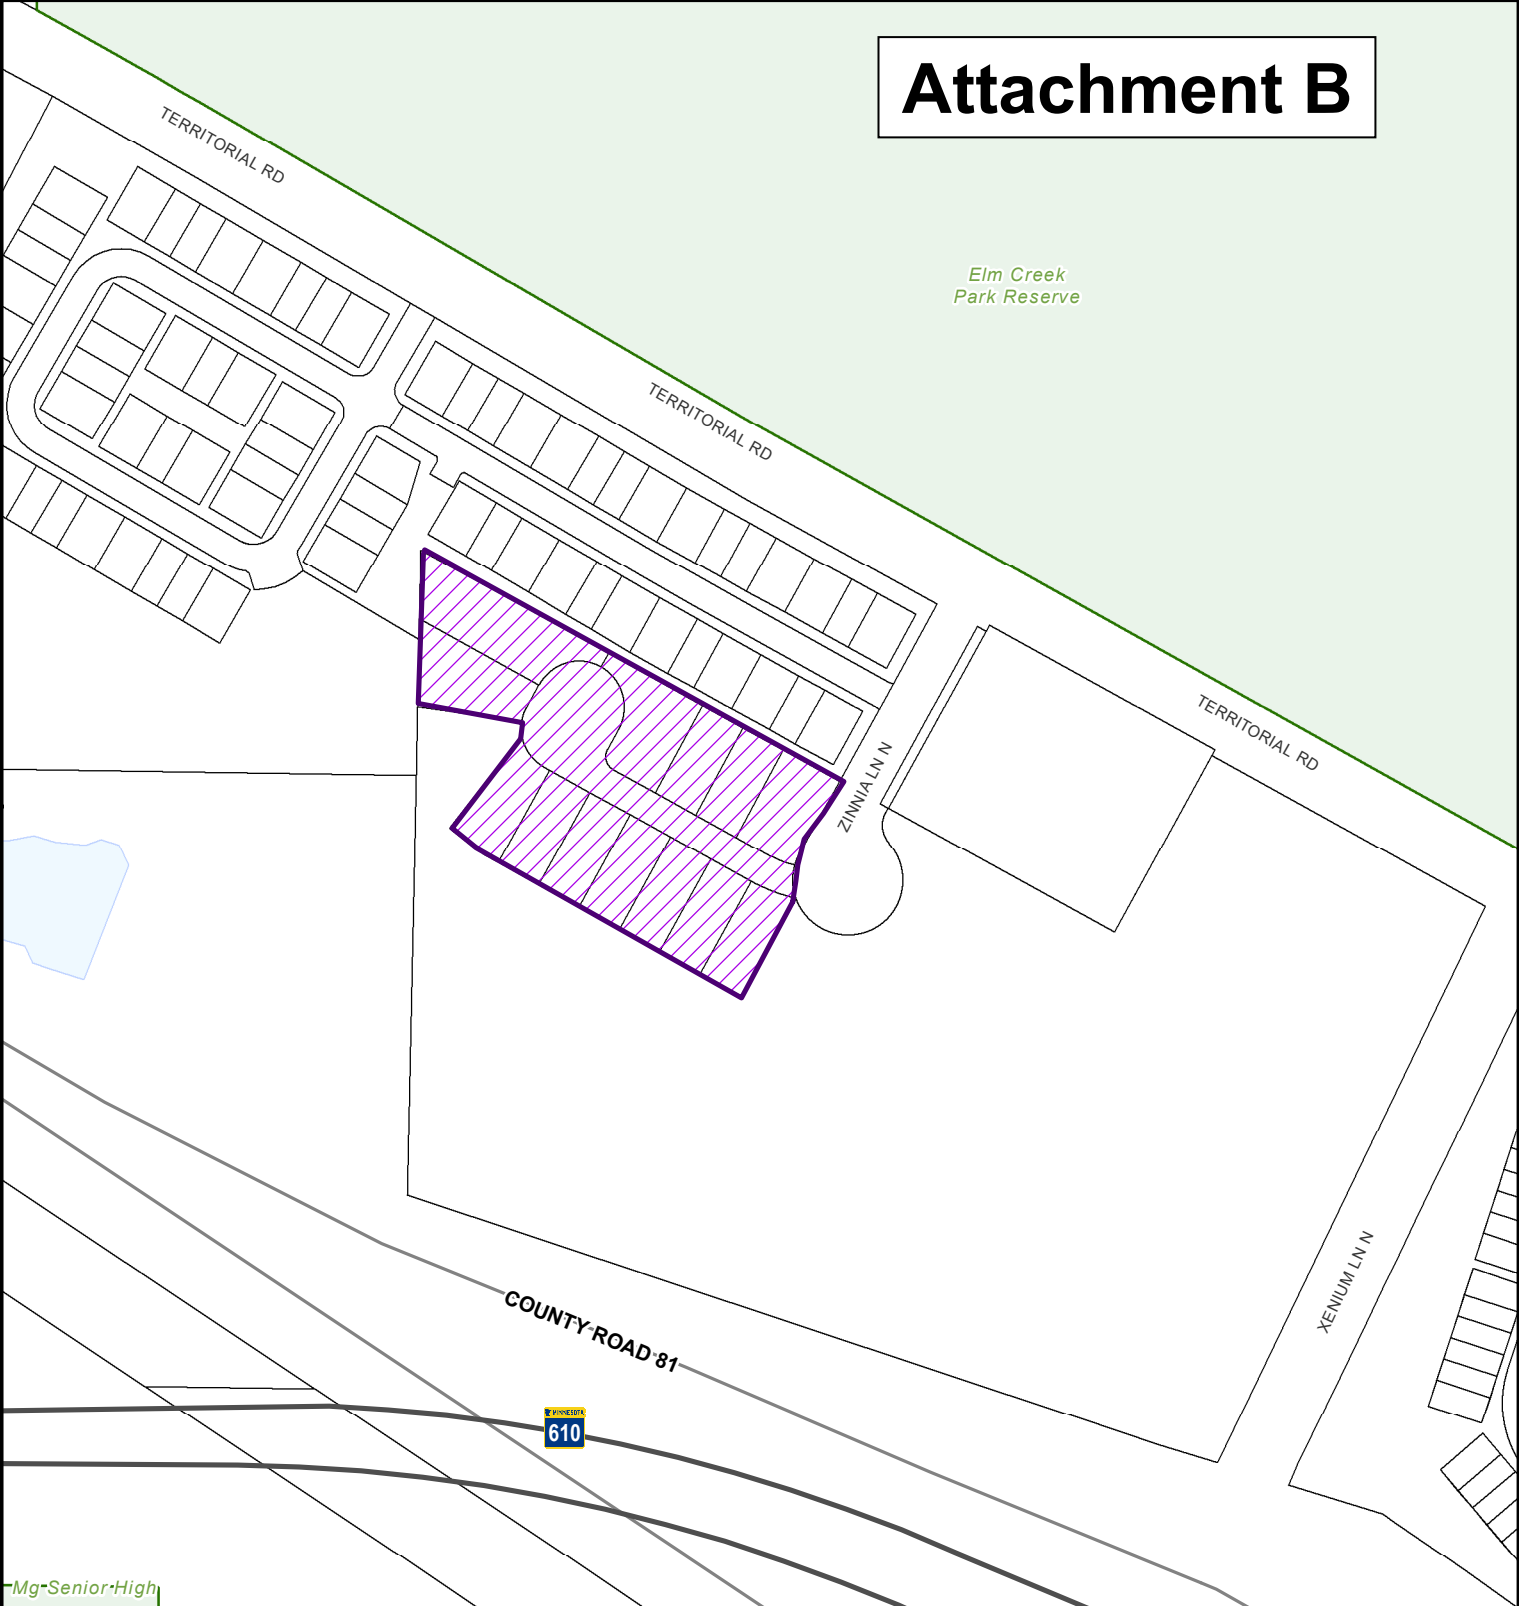 Attachment B
TERRITORIAL RD
Elm Creek
Park Reserve
TERRITORIAL RD
TERRITORIAL RD
ZINNIA LN N
XENIUM LN N
COUNTY ROAD 81
MINNESOTA
610
Mg Senior High